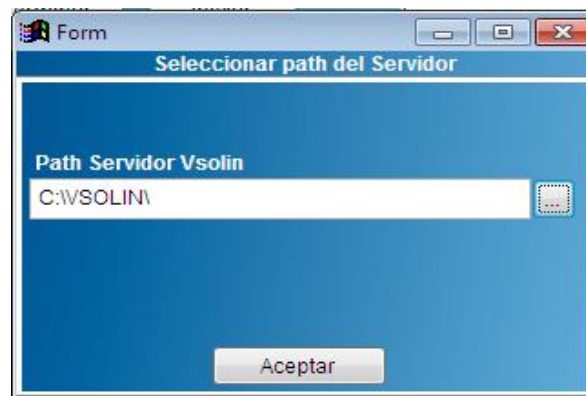 Form
Seleccionar path del Servidor
Path Servidor Vsolin
C:\VSOLIN\
...
Aceptar